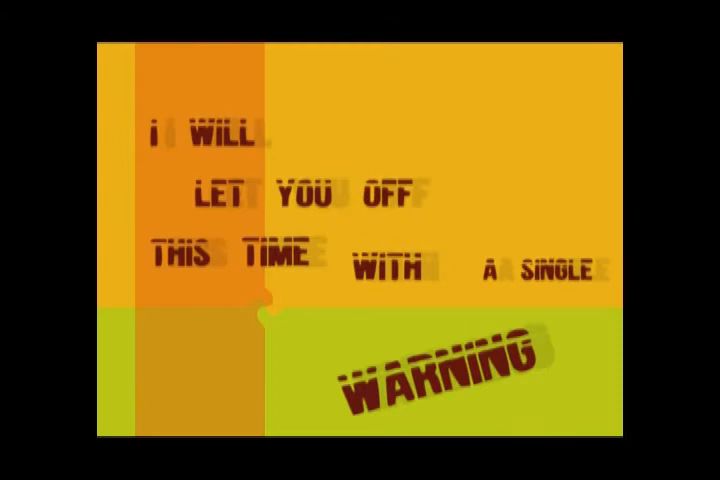 I WILL
LET YOU OFF
THIS TIME WITH A SINGLE
WARNING